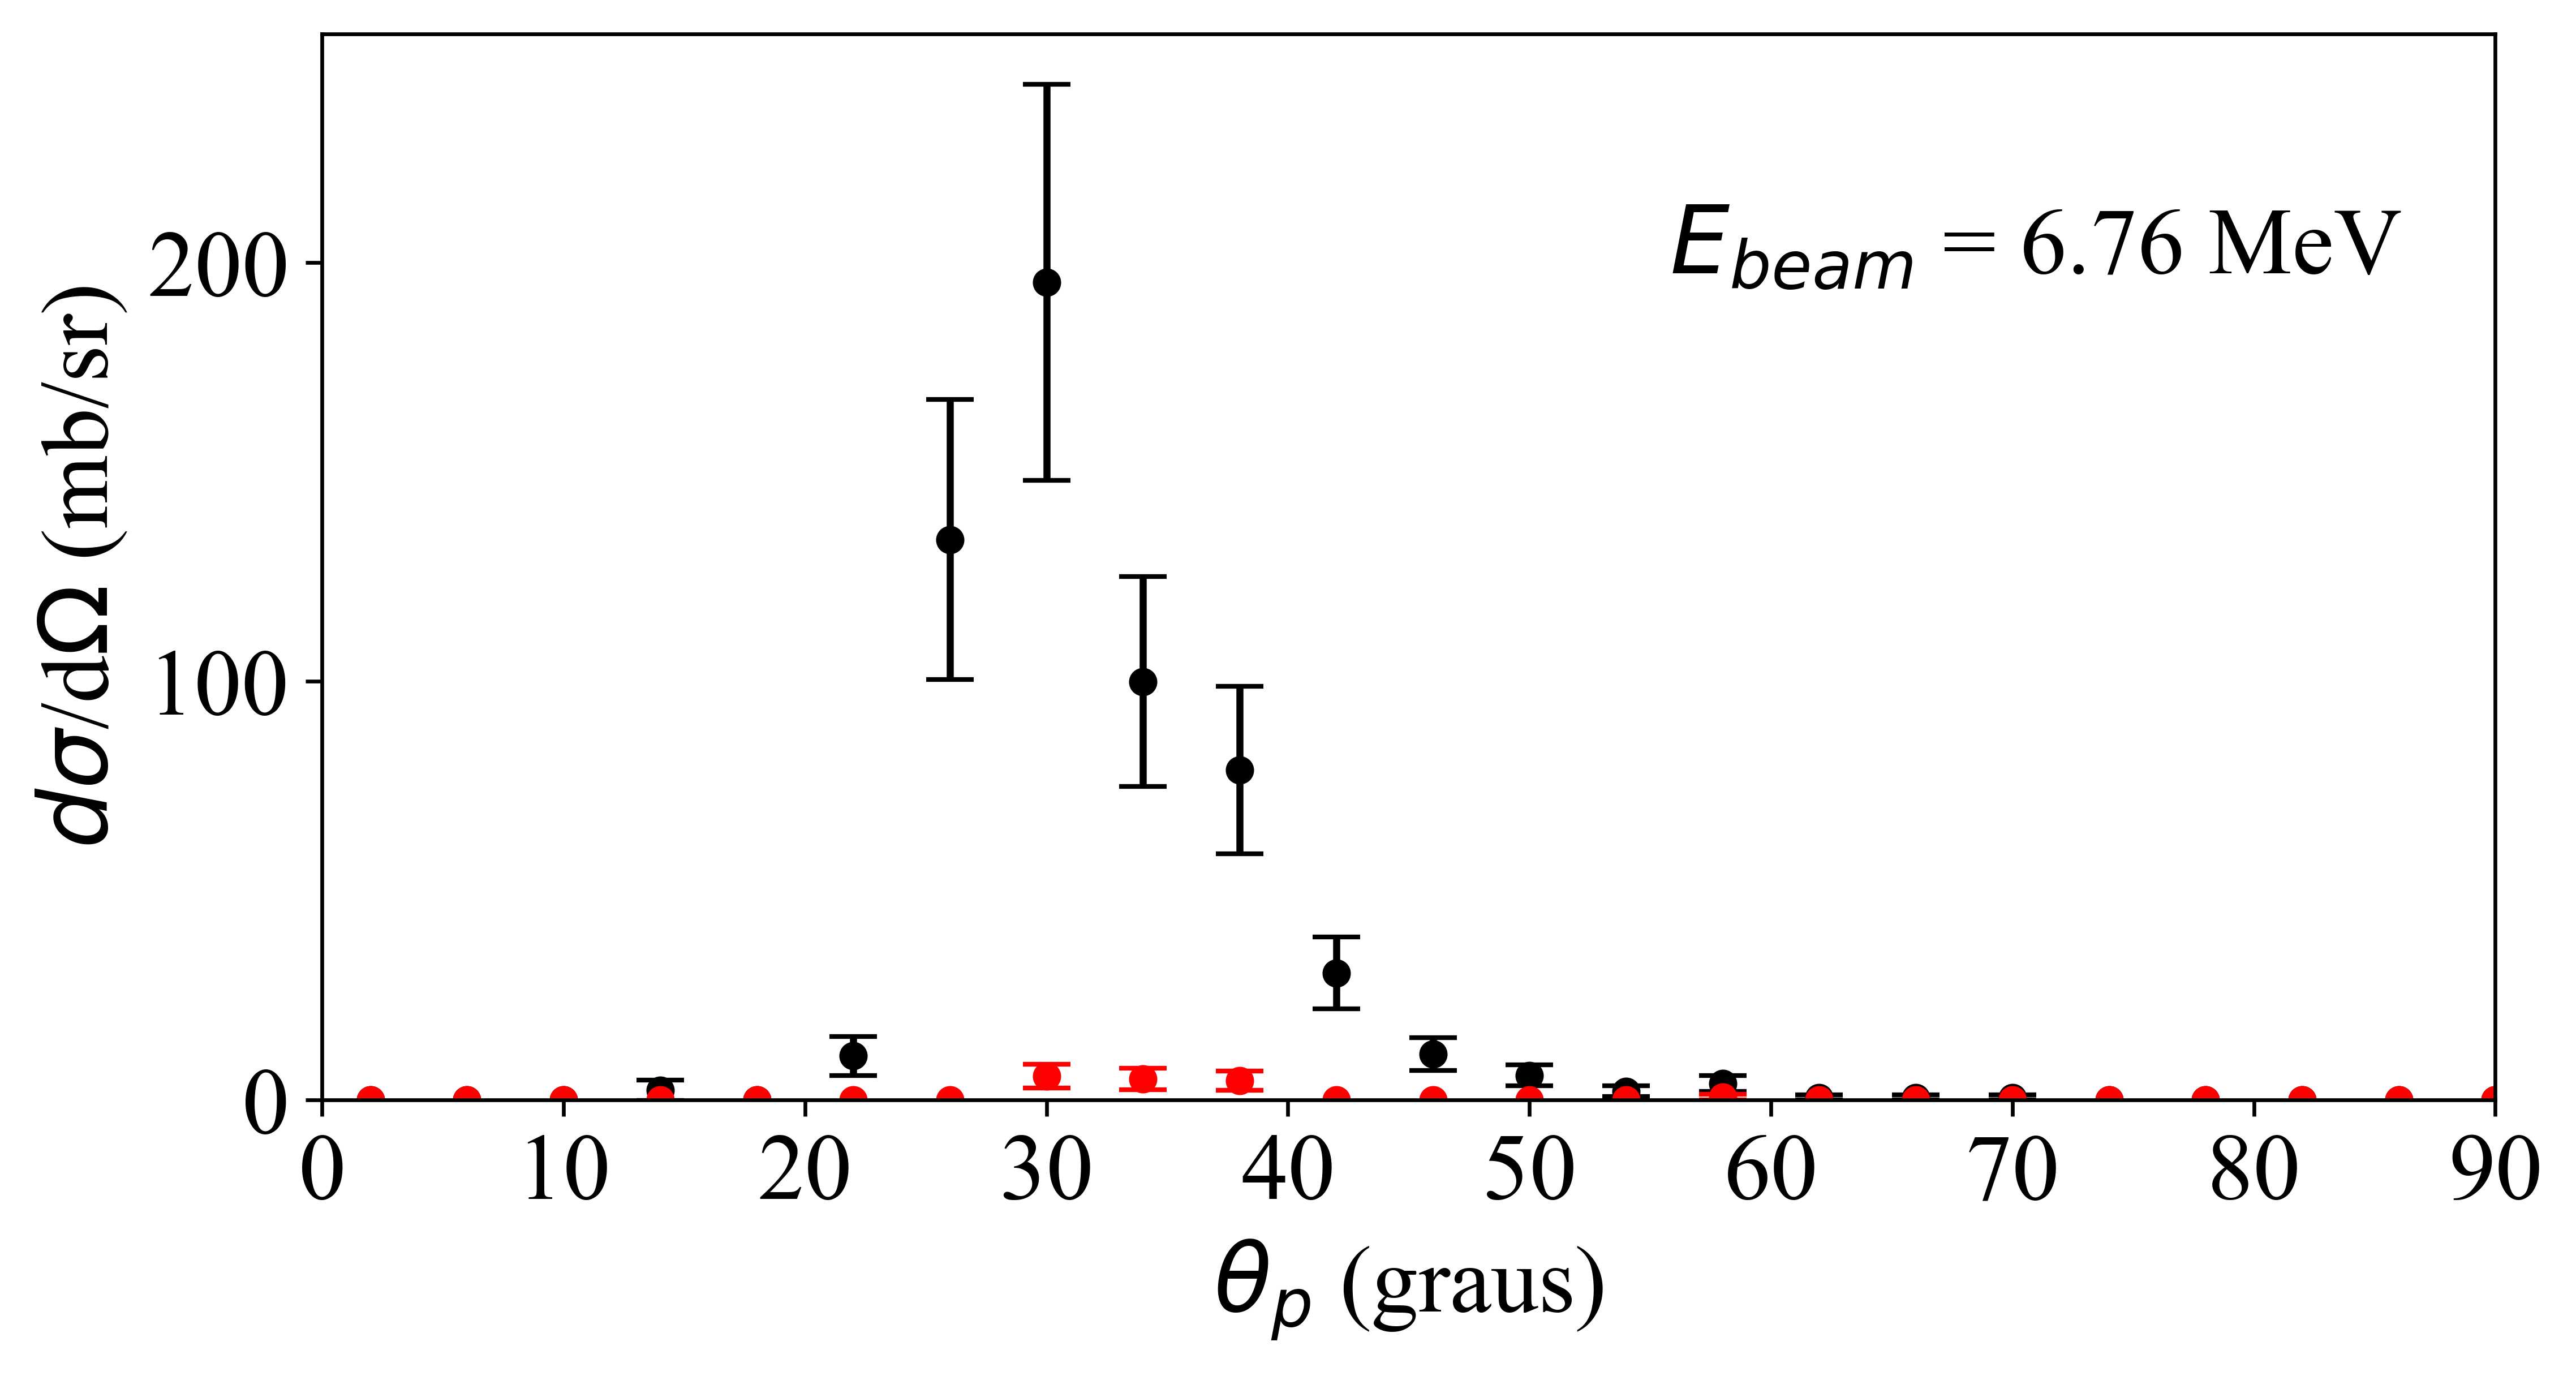 dσ/dΩ (mb/sr)
200
100
0
E_beam = 6.76 MeV
0 10 20 30 40 50 60 70 80 90
θ_p (graus)